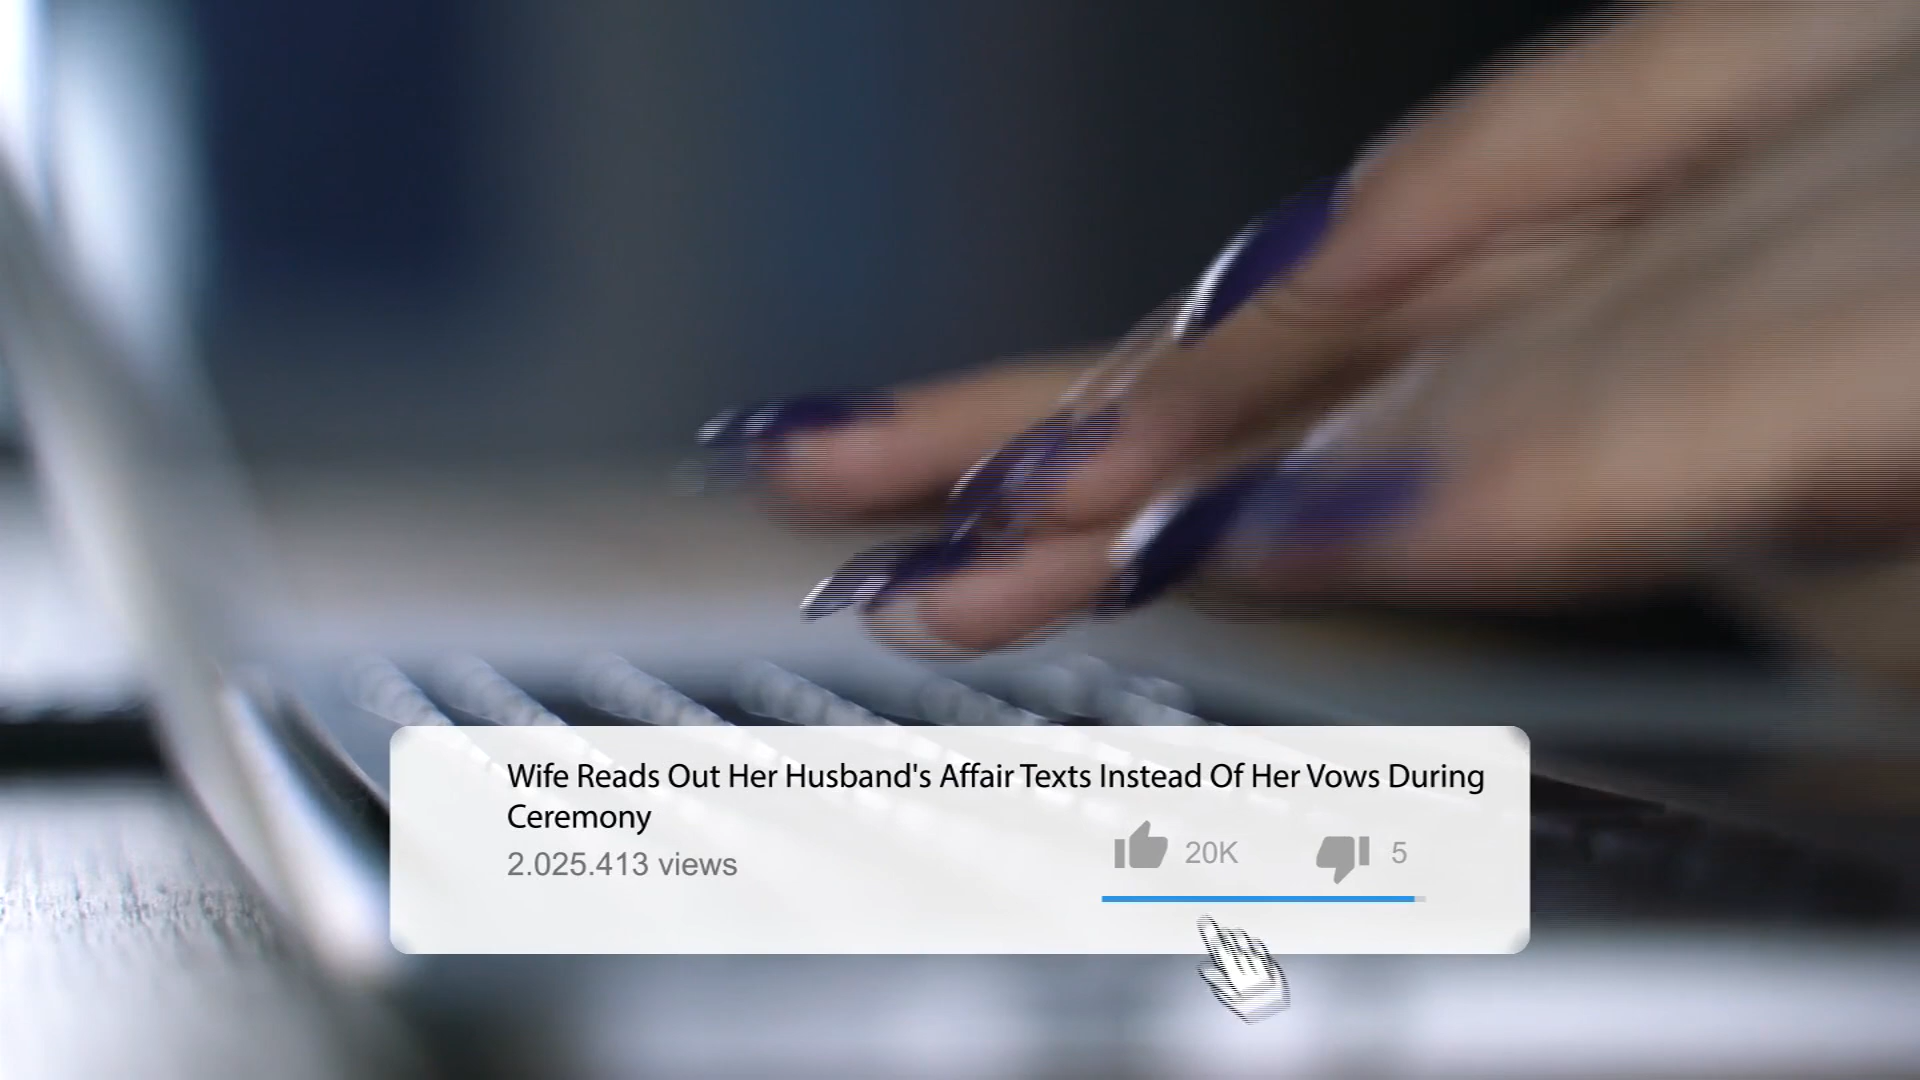 Wife Reads Out Her Husband's Affair Texts Instead Of Her Vows During
Ceremony
2.025.413 views
20K
5